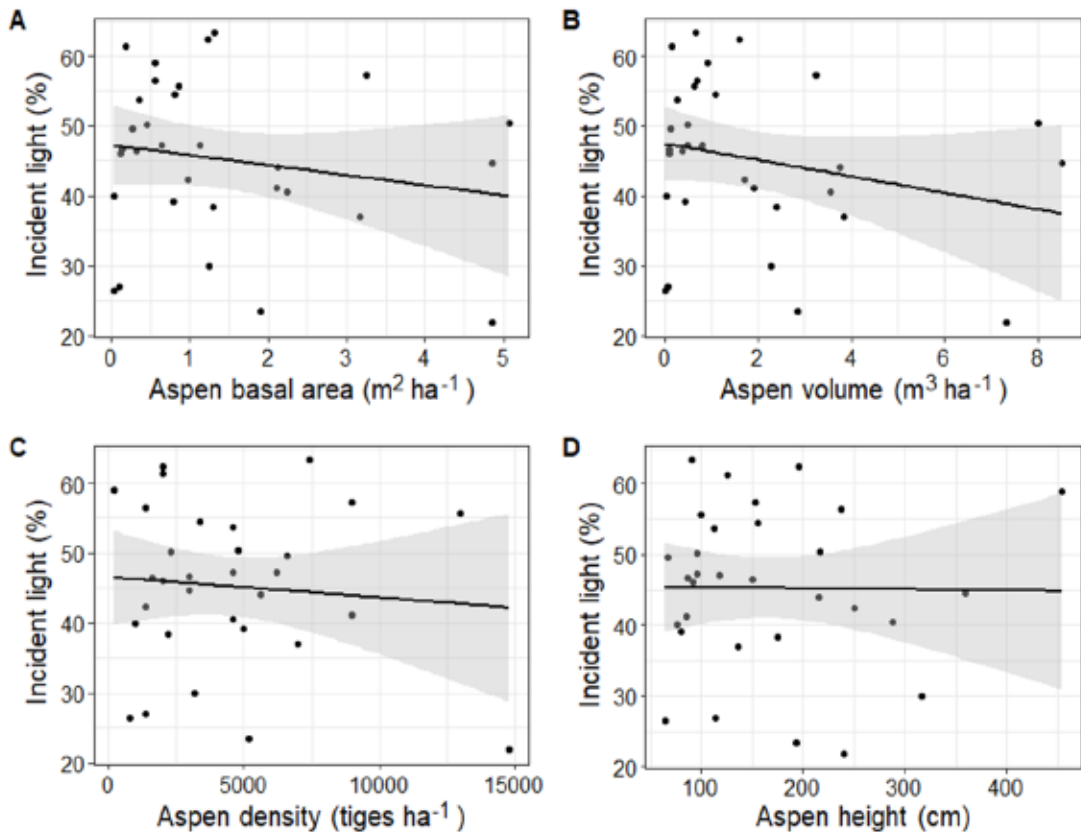 A
B
Incident light (%)
60
50
40
30
20
0 1 2 3 4 5
Aspen basal area (m² ha⁻¹)
Incident light (%)
60
50
40
30
20
0 2 4 6 8
Aspen volume (m³ ha⁻¹)
C
D
Incident light (%)
60
50
40
30
20
0 5000 10000 15000
Aspen density (tiges ha⁻¹)
Incident light (%)
60
50
40
30
20
100 200 300 400
Aspen height (cm)